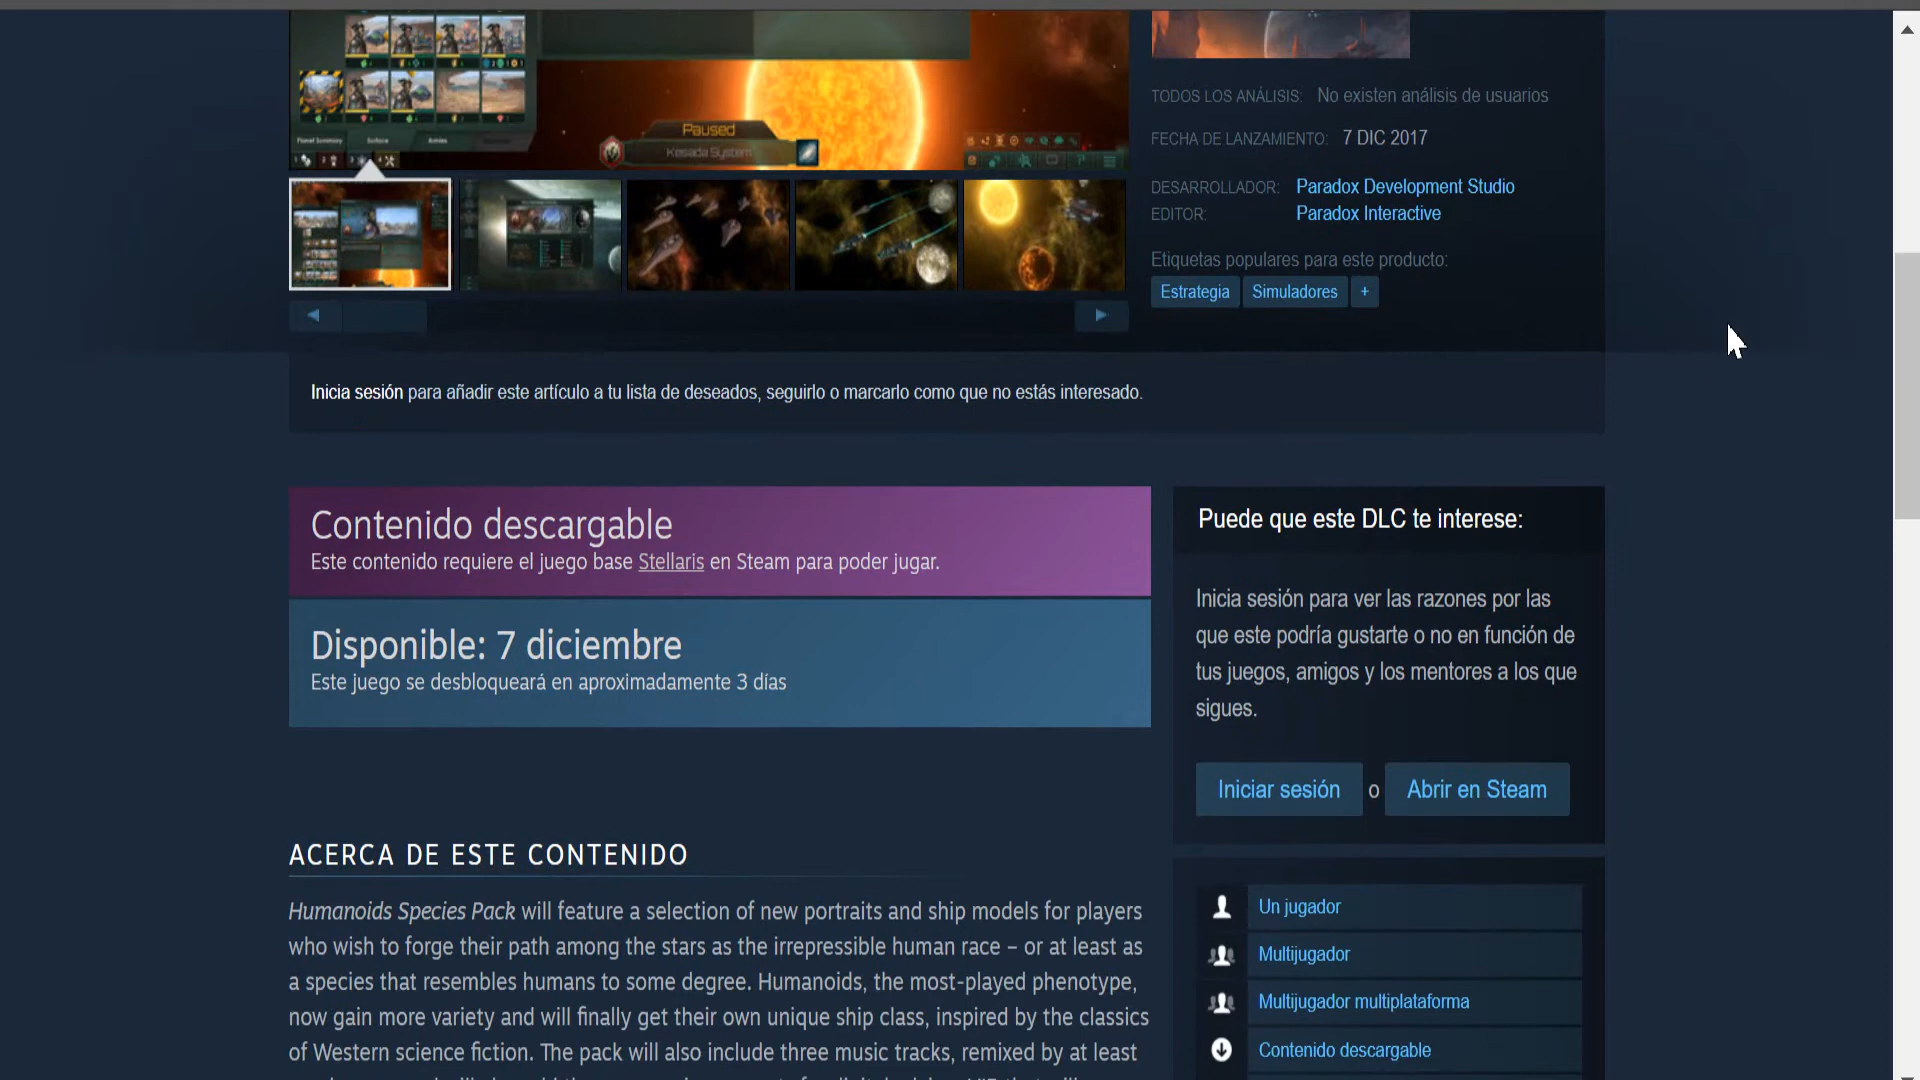 Planet Summary Surface Armies
Paused
Kesada System
TODOS LOS ANÁLISIS: No existen análisis de usuarios
FECHA DE LANZAMIENTO: 7 DIC 2017
DESARROLLADOR: Paradox Development Studio
EDITOR: Paradox Interactive
Etiquetas populares para este producto:
Estrategia Simuladores +
Inicia sesión para añadir este artículo a tu lista de deseados, seguirlo o marcarlo como que no estás interesado.
Contenido descargable
Este contenido requiere el juego base Stellaris en Steam para poder jugar.
Disponible: 7 diciembre
Este juego se desbloqueará en aproximadamente 3 días
ACERCA DE ESTE CONTENIDO
Humanoids Species Pack will feature a selection of new portraits and ship models for players
who wish to forge their path among the stars as the irrepressible human race – or at least as
a species that resembles humans to some degree. Humanoids, the most-played phenotype,
now gain more variety and will finally get their own unique ship class, inspired by the classics
of Western science fiction. The pack will also include three music tracks, remixed by at least
Puede que este DLC te interese:
Inicia sesión para ver las razones por las
que este podría gustarte o no en función de
tus juegos, amigos y los mentores a los que
sigues.
Iniciar sesión o Abrir en Steam
Un jugador
Multijugador
Multijugador multiplataforma
Contenido descargable